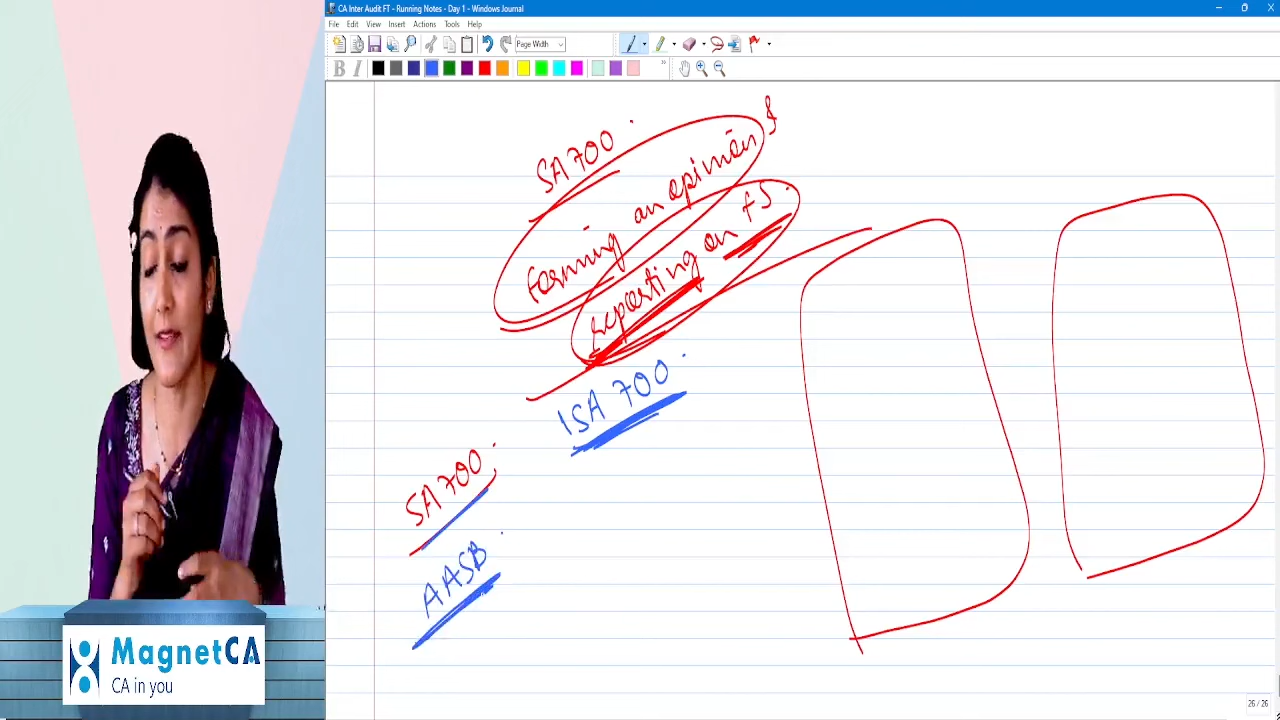 CA Inter Audit FT - Running Notes - Day 1 - Windows Journal
File Edit View Insert Actions Tools Help
Page Width
B I
SA 700
forming an opinion &
reporting on FS.
ISA 700.
SA 700.
AASB
MagnetCA
CA in you
26 / 26